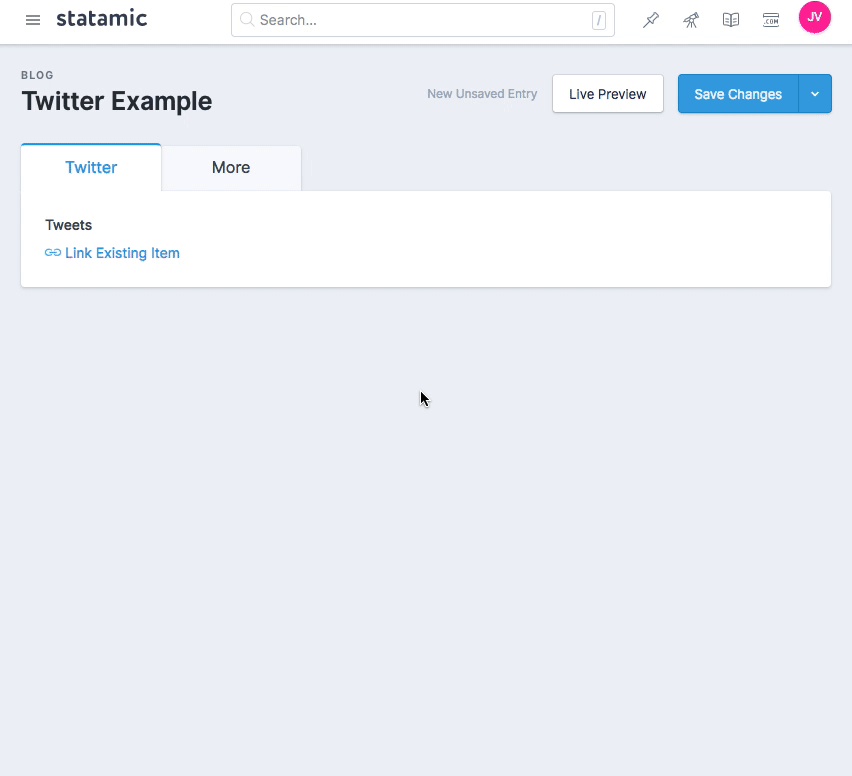 statamic
Search...
/
.COM
JV
BLOG
Twitter Example
New Unsaved Entry
Live Preview
Save Changes
Twitter
More
Tweets
Link Existing Item